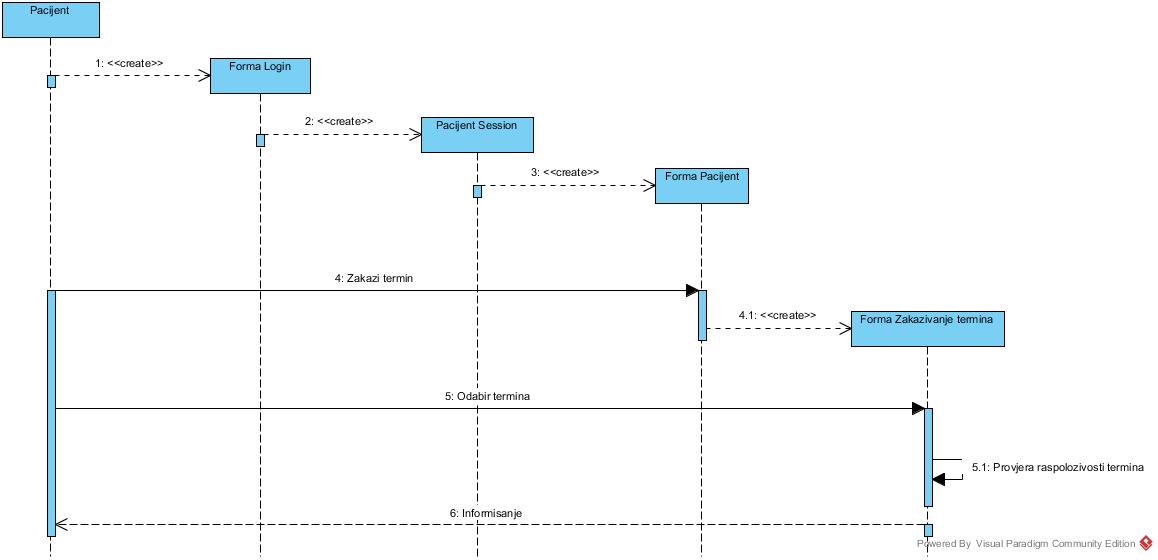 Pacijent
1: <<create>>
Forma Login
2: <<create>>
Pacijent Session
3: <<create>>
Forma Pacijent
4: Zakazi termin
4.1: <<create>>
Forma Zakazivanje termina
5: Odabir termina
5.1: Provjera raspolozivosti termina
6: Informisanje
Powered By Visual Paradigm Community Edition